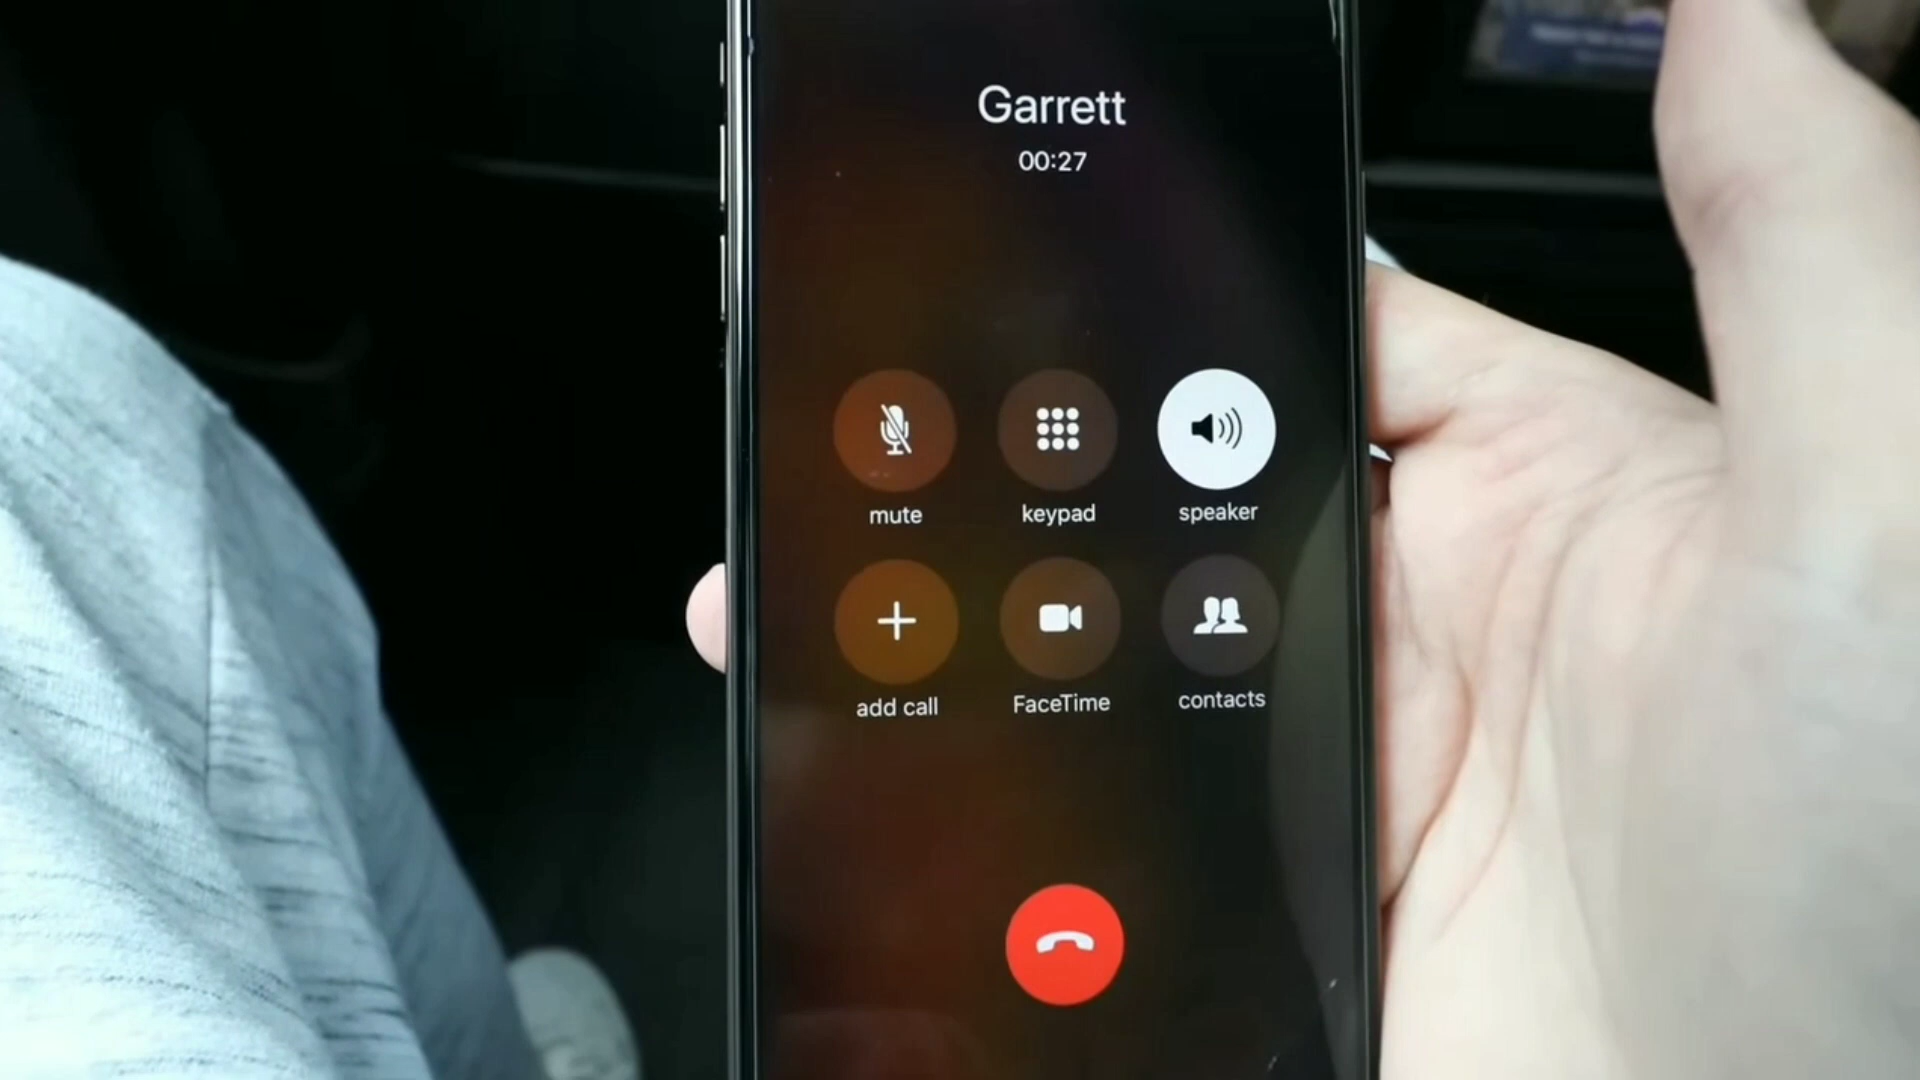 Garrett
00:27
mute
keypad
speaker
add call
FaceTime
contacts